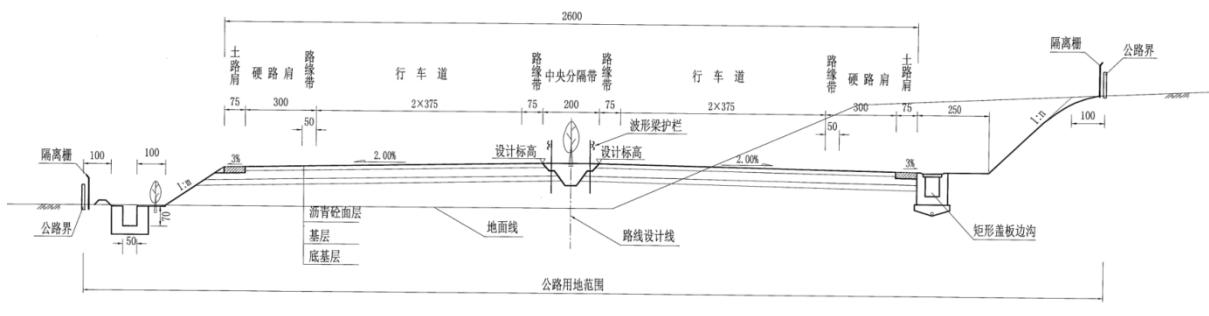 2600
土路肩
硬路肩
路缘带
行车道
路缘带
中央分隔带
路缘带
行车道
路缘带
硬路肩
土路肩
隔离栅
公路界
75
300
2×375
75
200
75
2×375
300
75
250
50
50
1:n
100
波形梁护栏
隔离栅
100
100
3%
2.00%
设计标高
设计标高
2.00%
3%
1:n
公路界
50
70
沥青砼面层
基层
底基层
地面线
路线设计线
矩形盖板边沟
公路用地范围